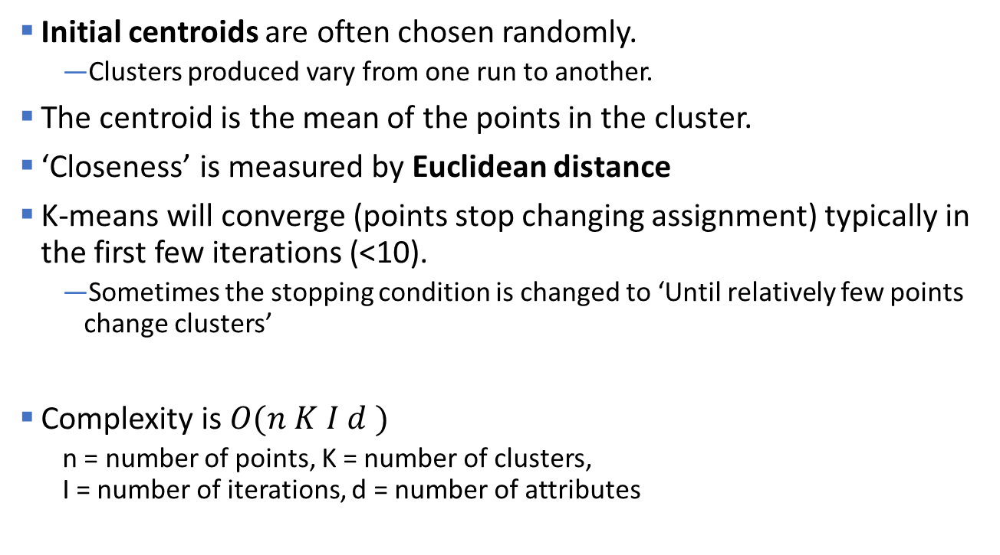 ▪ Initial centroids are often chosen randomly.
—Clusters produced vary from one run to another.
▪ The centroid is the mean of the points in the cluster.
▪ ‘Closeness’ is measured by Euclidean distance
▪ K-means will converge (points stop changing assignment) typically in
the first few iterations (<10).
—Sometimes the stopping condition is changed to ‘Until relatively few points
change clusters’
▪ Complexity is O(n K I d )
n = number of points, K = number of clusters,
I = number of iterations, d = number of attributes